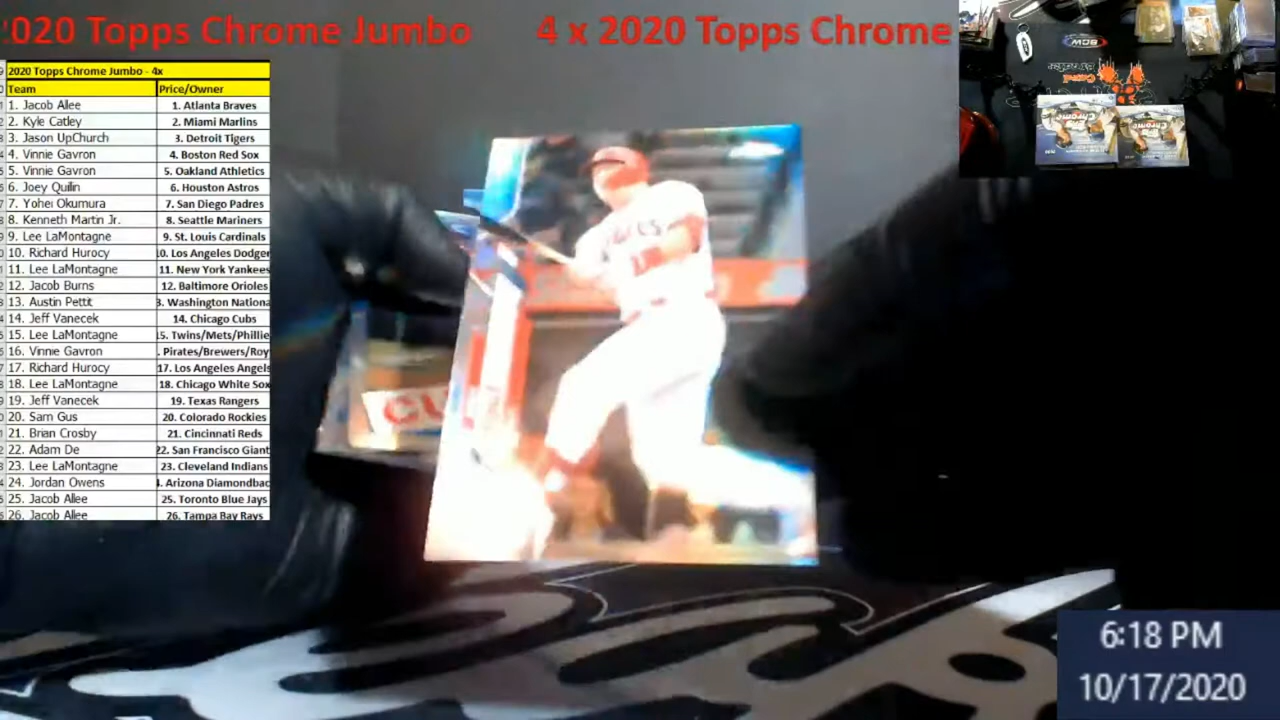 2020 Topps Chrome Jumbo 4 x 2020 Topps Chrome
2020 Topps Chrome Jumbo - 4x
Team Price/Owner
1. Jacob Allee 1. Atlanta Braves
2. Kyle Catley 2. Miami Marlins
3. Jason UpChurch 3. Detroit Tigers
4. Vinnie Gavron 4. Boston Red Sox
5. Vinnie Gavron 5. Oakland Athletics
6. Joey Quilin 6. Houston Astros
7. Yohei Okumura 7. San Diego Padres
8. Kenneth Martin Jr. 8. Seattle Mariners
9. Lee LaMontagne 9. St. Louis Cardinals
10. Richard Hurocy 10. Los Angeles Dodger
11. Lee LaMontagne 11. New York Yankees
12. Jacob Burns 12. Baltimore Orioles
13. Austin Pettit 3. Washington Nationa
14. Jeff Vanecek 14. Chicago Cubs
15. Lee LaMontagne 15. Twins/Mets/Phillie
16. Vinnie Gavron . Pirates/Brewers/Roy
17. Richard Hurocy 17. Los Angeles Angels
18. Lee LaMontagne 18. Chicago White Sox
19. Jeff Vanecek 19. Texas Rangers
20. Sam Gus 20. Colorado Rockies
21. Brian Crosby 21. Cincinnati Reds
22. Adam De 22. San Francisco Giant
23. Lee LaMontagne 23. Cleveland Indians
24. Jordan Owens 4. Arizona Diamondbac
25. Jacob Allee 25. Toronto Blue Jays
26. Jacob Allee 26. Tampa Bay Rays
BCW
Chrome
Chrome
CU
6:18 PM
10/17/2020